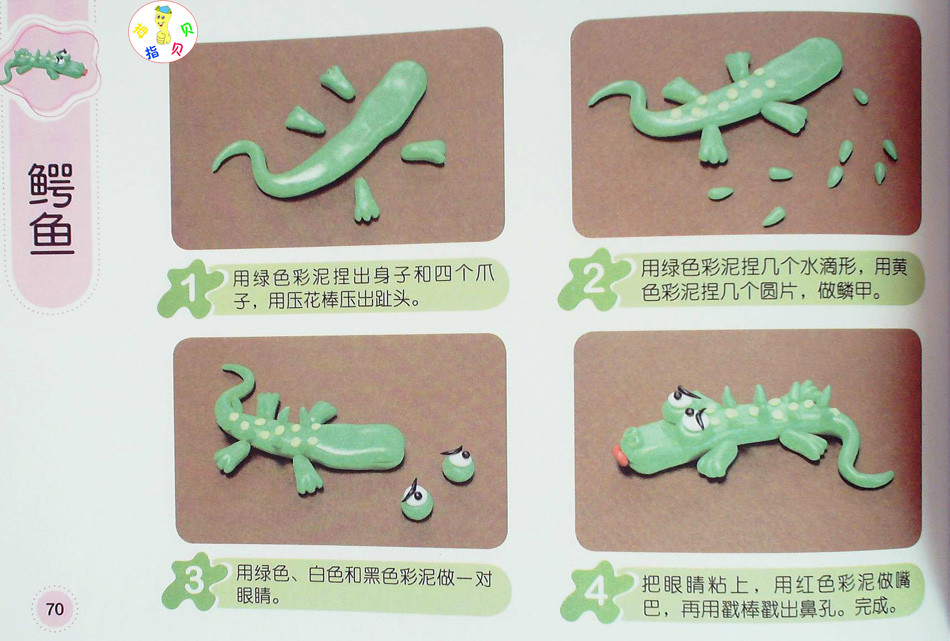 鳄鱼
1
用绿色彩泥捏出身子和四个爪
子，用压花棒压出趾头。
2
用绿色彩泥捏几个水滴形，用黄
色彩泥捏几个圆片，做鳞甲。
3
用绿色、白色和黑色彩泥做一对
眼睛。
4
把眼睛粘上，用红色彩泥做嘴
巴，再用戳棒戳出鼻孔。完成。
70
指
贝
贝